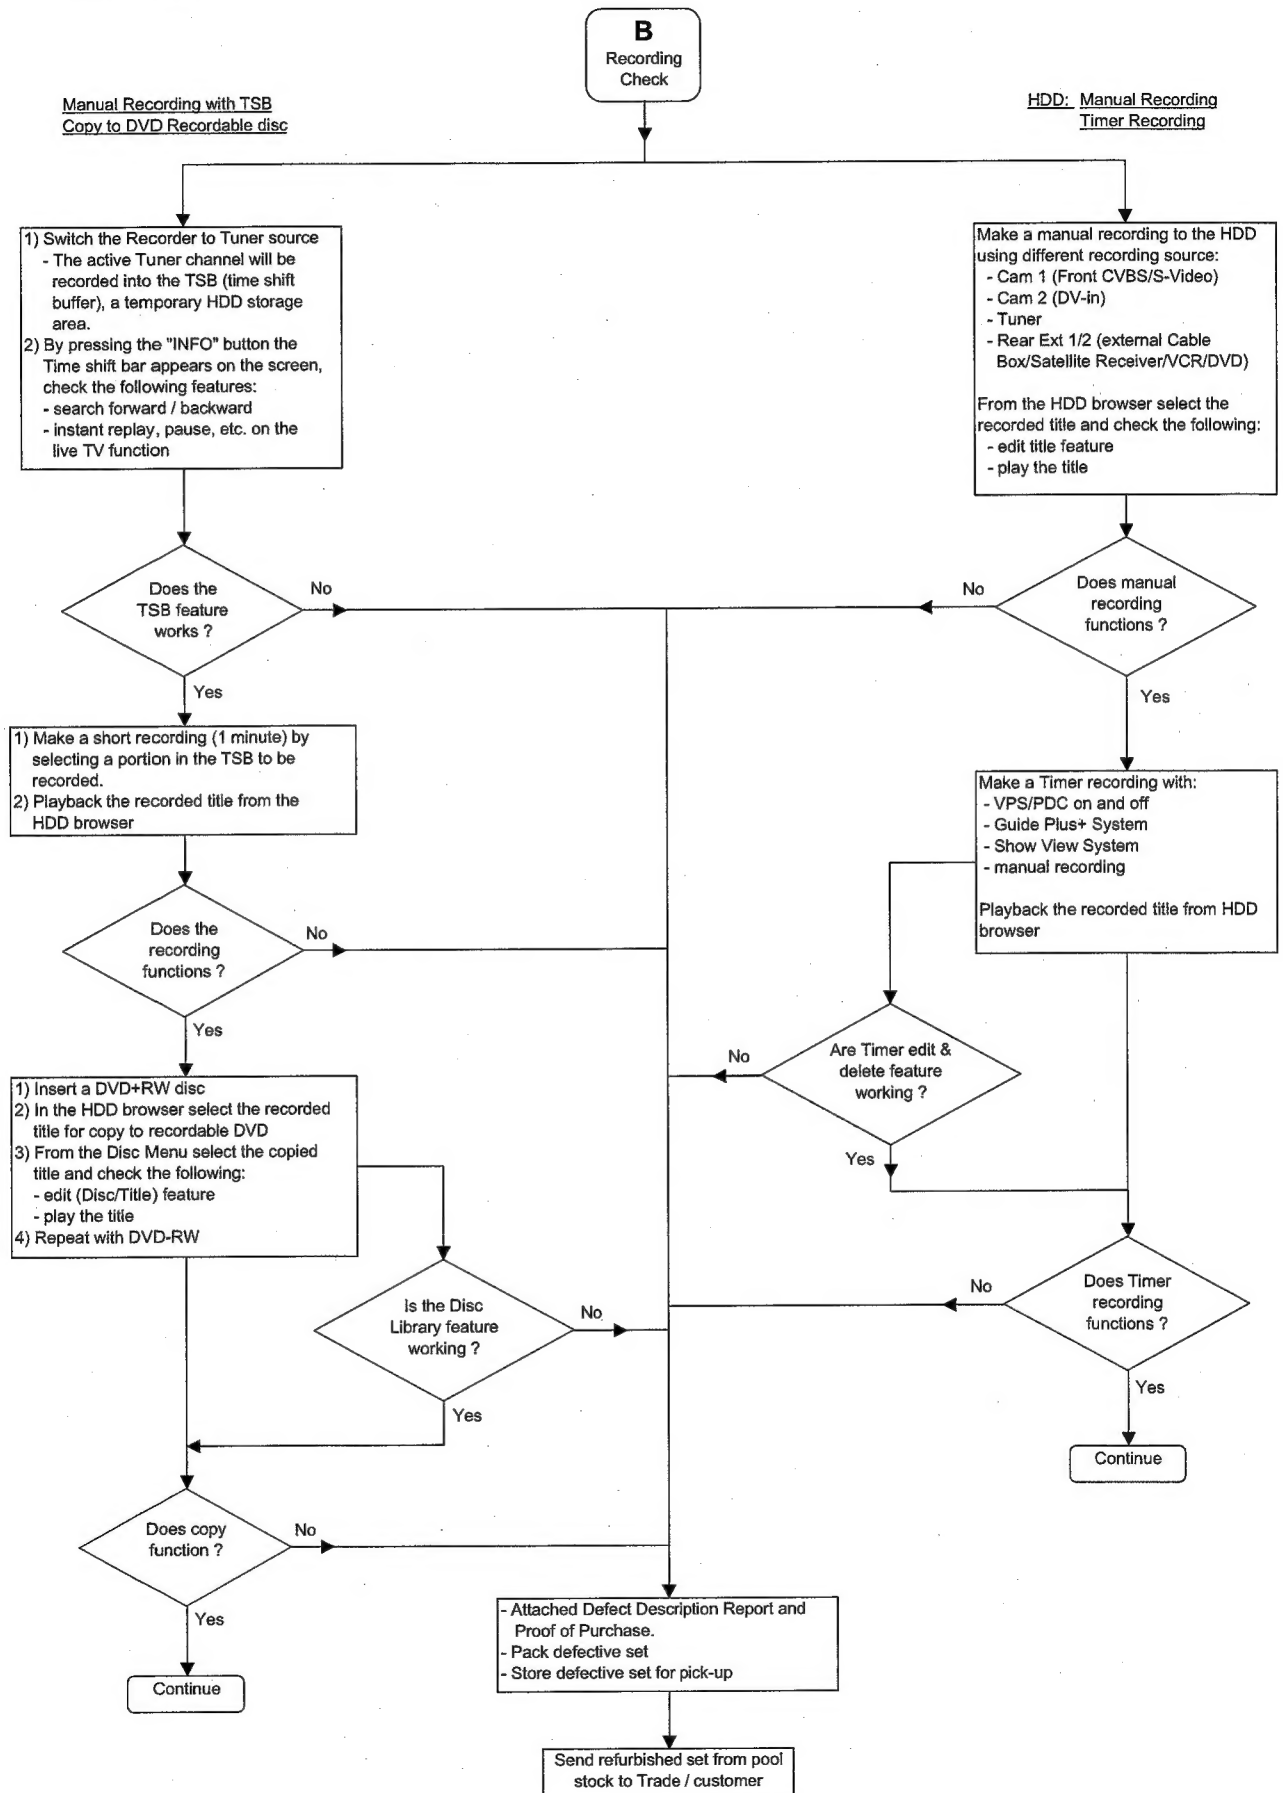 B
Recording
Check
Manual Recording with TSB
Copy to DVD Recordable disc
HDD: Manual Recording
Timer Recording
1) Switch the Recorder to Tuner source
- The active Tuner channel will be
recorded into the TSB (time shift
buffer), a temporary HDD storage
area.
2) By pressing the "INFO" button the
Time shift bar appears on the screen,
check the following features:
- search forward / backward
- instant replay, pause, etc. on the
live TV function
Make a manual recording to the HDD
using different recording source:
- Cam 1 (Front CVBS/S-Video)
- Cam 2 (DV-in)
- Tuner
- Rear Ext 1/2 (external Cable
Box/Satellite Receiver/VCR/DVD)
From the HDD browser select the
recorded title and check the following:
- edit title feature
- play the title
Does the
TSB feature
works ?
No
Yes
No
Does manual
recording
functions ?
Yes
1) Make a short recording (1 minute) by
selecting a portion in the TSB to be
recorded.
2) Playback the recorded title from the
HDD browser
Make a Timer recording with:
- VPS/PDC on and off
- Guide Plus+ System
- Show View System
- manual recording
Playback the recorded title from HDD
browser
Does the
recording
functions ?
No
Yes
No
Are Timer edit &
delete feature
working ?
Yes
1) Insert a DVD+RW disc
2) In the HDD browser select the recorded
title for copy to recordable DVD
3) From the Disc Menu select the copied
title and check the following:
- edit (Disc/Title) feature
- play the title
4) Repeat with DVD-RW
Is the Disc
Library feature
working ?
No
Yes
No
Does Timer
recording
functions ?
Yes
Continue
Does copy
function ?
No
Yes
Continue
- Attached Defect Description Report and
Proof of Purchase.
- Pack defective set
- Store defective set for pick-up
Send refurbished set from pool
stock to Trade / customer